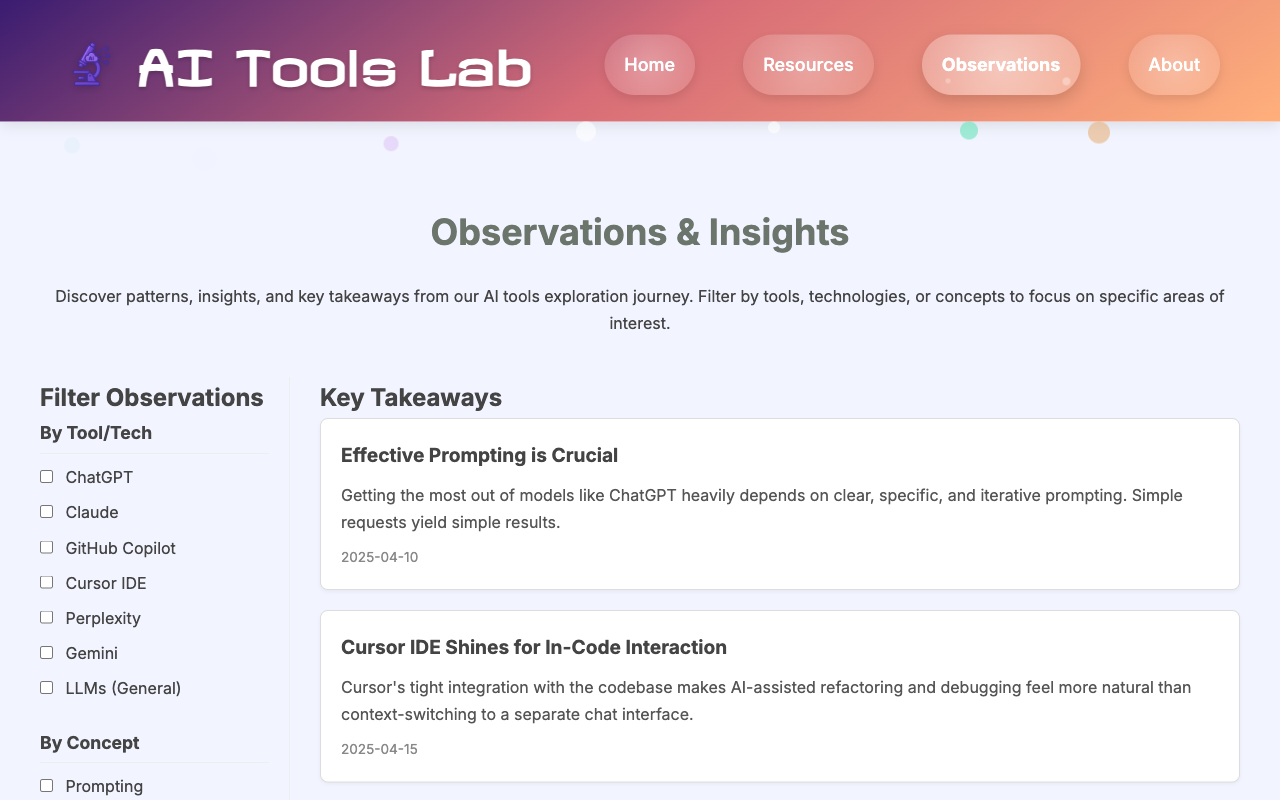 AI Tools Lab
Home
Resources
Observations
About
Observations & Insights
Discover patterns, insights, and key takeaways from our AI tools exploration journey. Filter by tools, technologies, or concepts to focus on specific areas of
interest.
Filter Observations
By Tool/Tech
ChatGPT
Claude
GitHub Copilot
Cursor IDE
Perplexity
Gemini
LLMs (General)
By Concept
Prompting
Key Takeaways
Effective Prompting is Crucial
Getting the most out of models like ChatGPT heavily depends on clear, specific, and iterative prompting. Simple
requests yield simple results.
2025-04-10
Cursor IDE Shines for In-Code Interaction
Cursor's tight integration with the codebase makes AI-assisted refactoring and debugging feel more natural than
context-switching to a separate chat interface.
2025-04-15